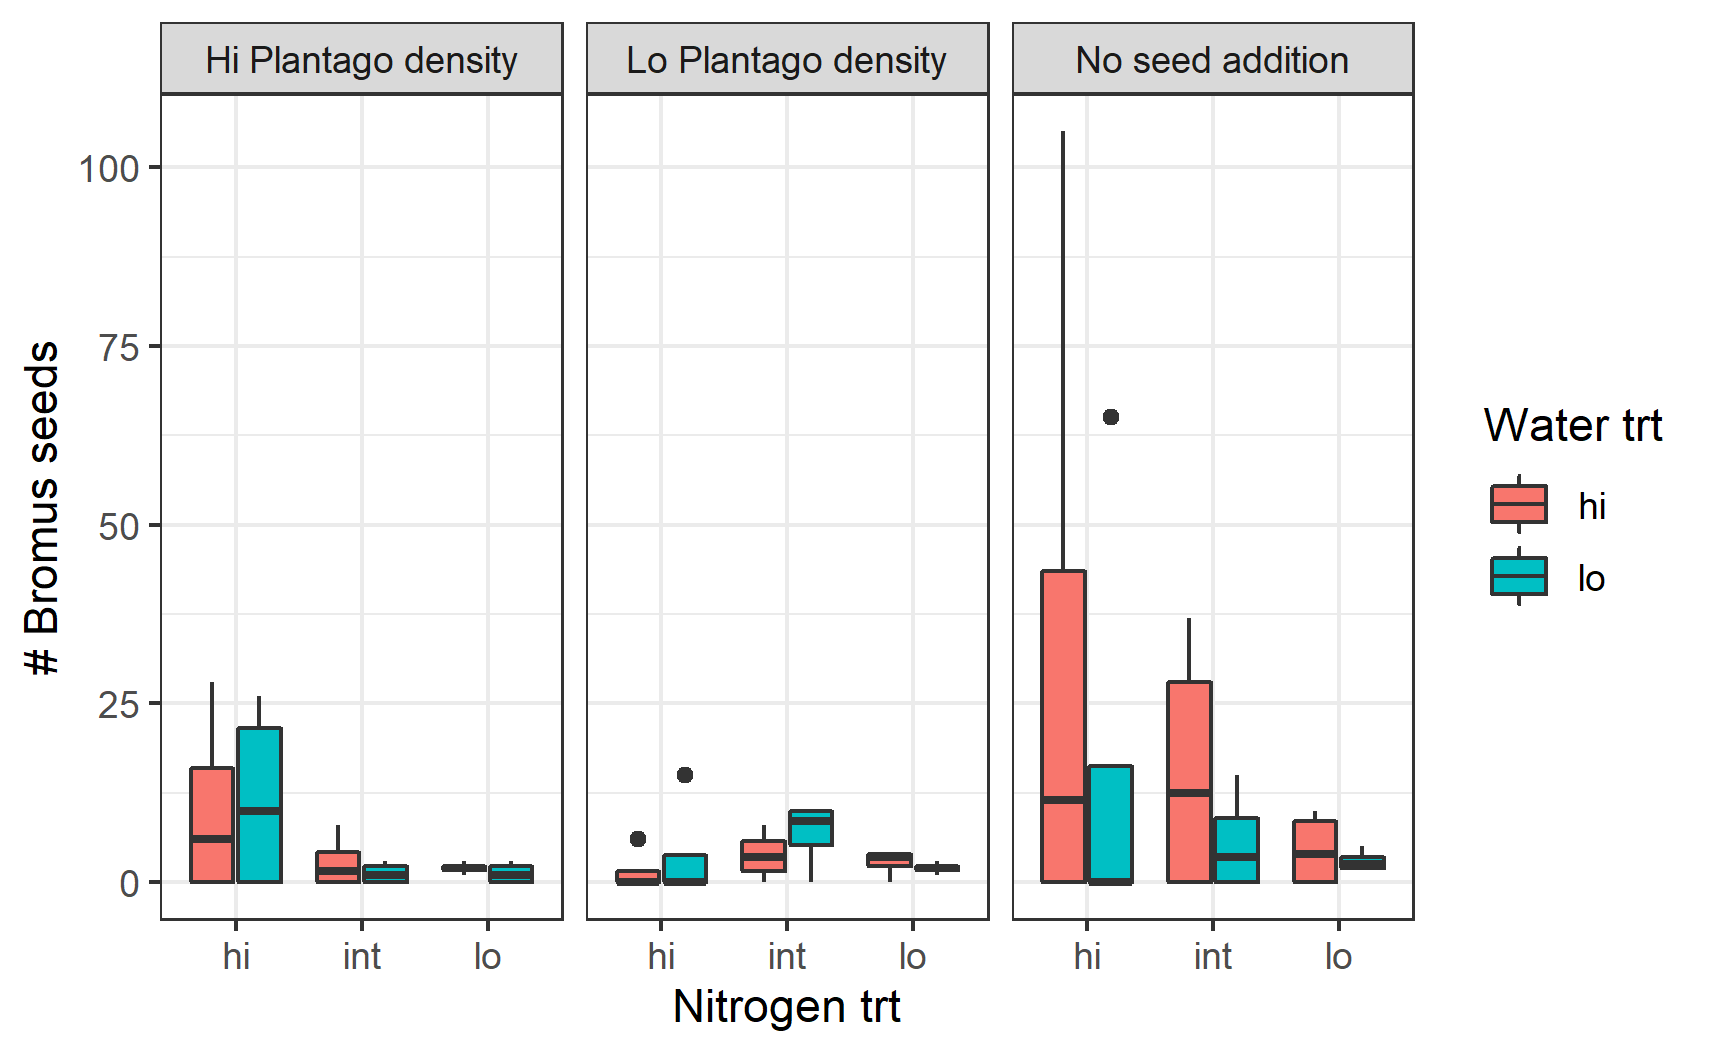 Hi Plantago density
Lo Plantago density
No seed addition
# Bromus seeds
100
75
50
25
0
hi int lo
hi int lo
hi int lo
Nitrogen trt
Water trt
hi
lo